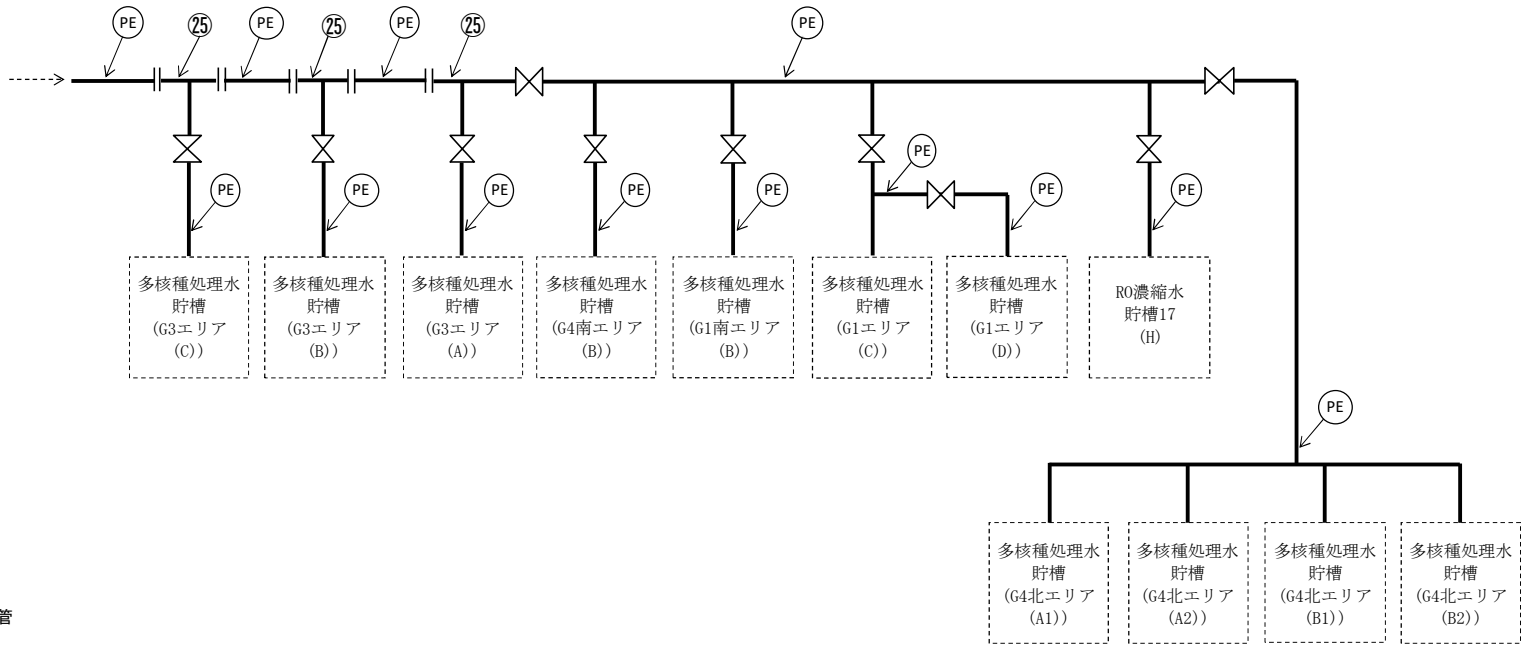 PE
㉕
PE
㉕
PE
㉕
PE
PE
PE
PE
PE
PE
PE
PE
PE
PE
多核種処理水
貯槽
(G3エリア
(C))
多核種処理水
貯槽
(G3エリア
(B))
多核種処理水
貯槽
(G3エリア
(A))
多核種処理水
貯槽
(G4南エリア
(B))
多核種処理水
貯槽
(G1南エリア
(B))
多核種処理水
貯槽
(G1エリア
(C))
多核種処理水
貯槽
(G1エリア
(D))
RO濃縮水
貯槽17
(H)
PE
多核種処理水
貯槽
(G4北エリア
(A1))
多核種処理水
貯槽
(G4北エリア
(A2))
多核種処理水
貯槽
(G4北エリア
(B1))
多核種処理水
貯槽
(G4北エリア
(B2))
管